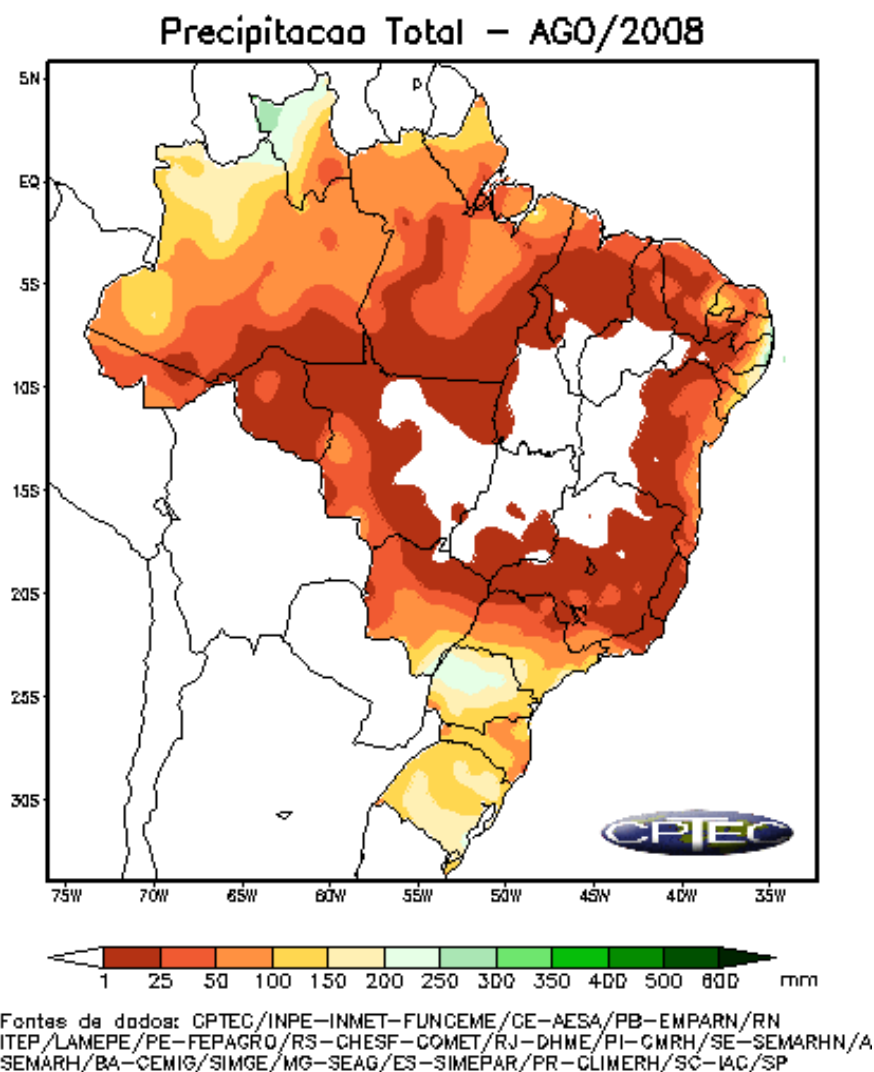 Precipitacao Total - AGO/2008
5N
EQ
5S
10S
15S
20S
25S
30S
75W 70W 65W 60W 55W 50W 45W 40W 35W
CPTEC
1 25 50 100 150 200 250 300 350 400 500 600 mm
Fontes de dados: CPTEC/INPE-INMET-FUNCEME/CE-AESA/PB-EMPARN/RN
ITEP/LAMEPE/PE-FEPAGRO/RS-CHESF-COMET/RJ-DHME/PI-CMRH/SE-SEMARHN/A
SEMARH/BA-CEMIG/SIMGE/MG-SEAG/ES-SIMEPAR/PR-CLIMERH/SC-IAC/SP